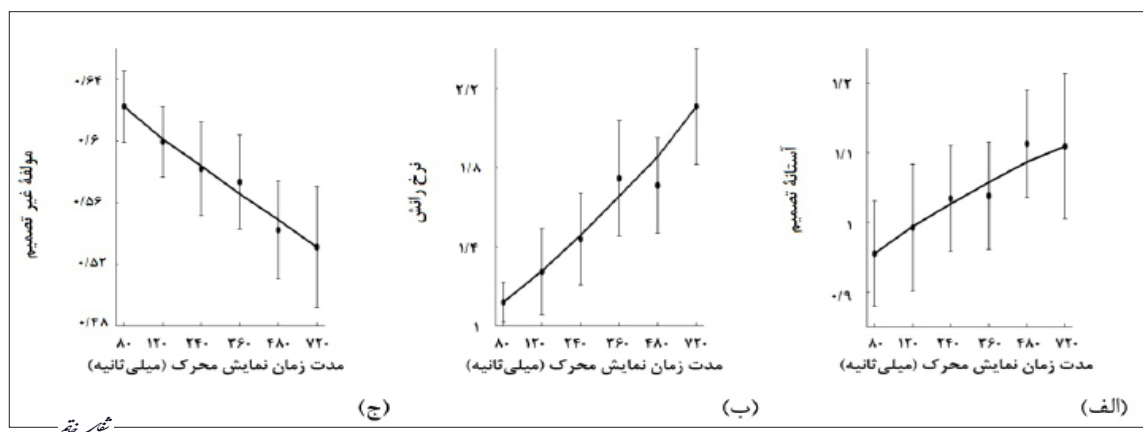 ۱/۲
۱/۱
۱
۰/۹
آستانهٔ تصمیم
۸۰ ۱۲۰ ۲۴۰ ۳۶۰ ۴۸۰ ۷۲۰
مدت زمان نمایش محرک (میلی‌ثانیه)
(الف)
۲/۲
۱/۸
۱/۴
۱
نرخ رانش
۸۰ ۱۲۰ ۲۴۰ ۳۶۰ ۴۸۰ ۷۲۰
مدت زمان نمایش محرک (میلی‌ثانیه)
(ب)
۰/۶۴
۰/۶
۰/۵۶
۰/۵۲
۰/۴۸
مولفهٔ غیر تصمیم
۸۰ ۱۲۰ ۲۴۰ ۳۶۰ ۴۸۰ ۷۲۰
مدت زمان نمایش محرک (میلی‌ثانیه)
(ج)